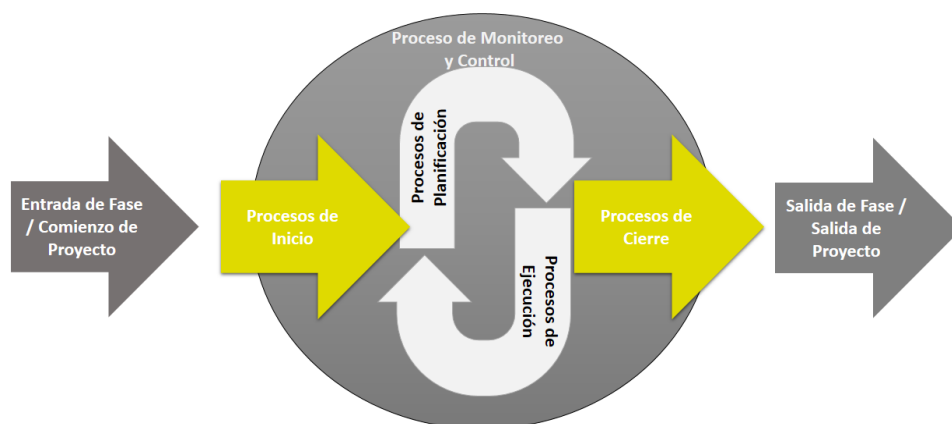 Proceso de Monitoreo
y Control
Entrada de Fase
/ Comienzo de
Proyecto
Procesos de
Inicio
Procesos de
Planificación
Procesos de
Ejecución
Procesos de
Cierre
Salida de Fase /
Salida de
Proyecto